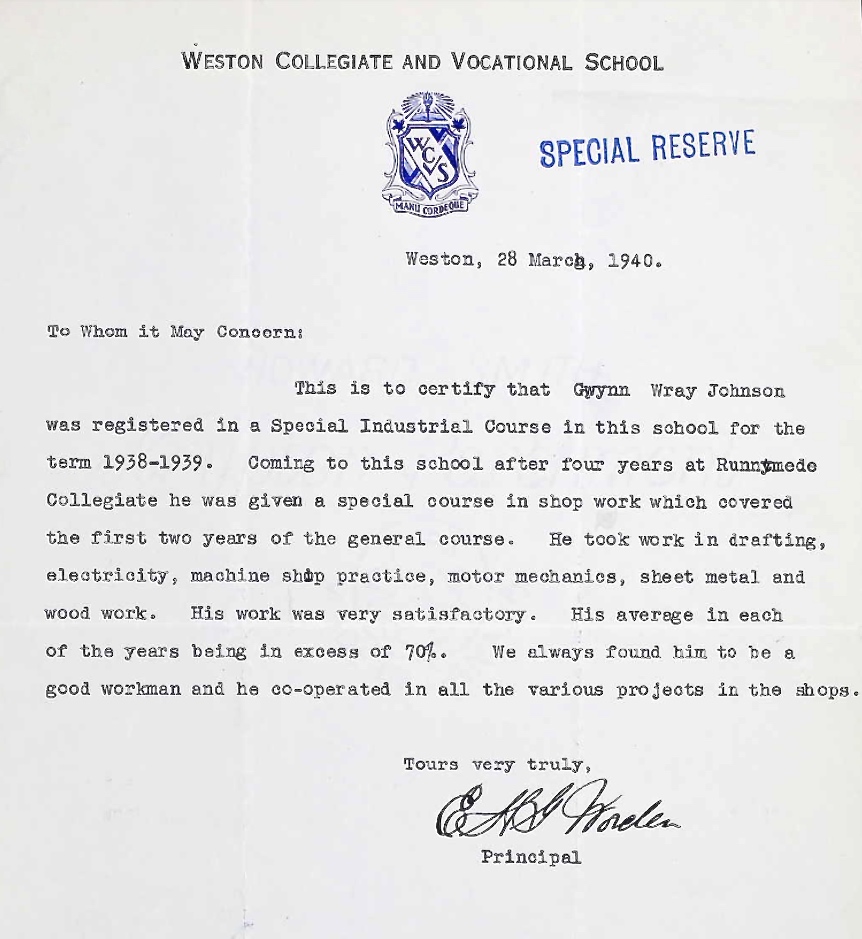 WESTON COLLEGIATE AND VOCATIONAL SCHOOL
WCVS
MANU CORDEQUE
SPECIAL RESERVE
Weston, 28 March, 1940.
To Whom it May Concern:
This is to certify that Gwynn Wray Johnson
was registered in a Special Industrial Course in this school for the
term 1938-1939. Coming to this school after four years at Runnymede
Collegiate he was given a special course in shop work which covered
the first two years of the general course. He took work in drafting,
electricity, machine shop practice, motor mechanics, sheet metal and
wood work. His work was very satisfactory. His average in each
of the years being in excess of 70%. We always found him to be a
good workman and he co-operated in all the various projects in the shops.
Tours very truly,
Worden
Principal